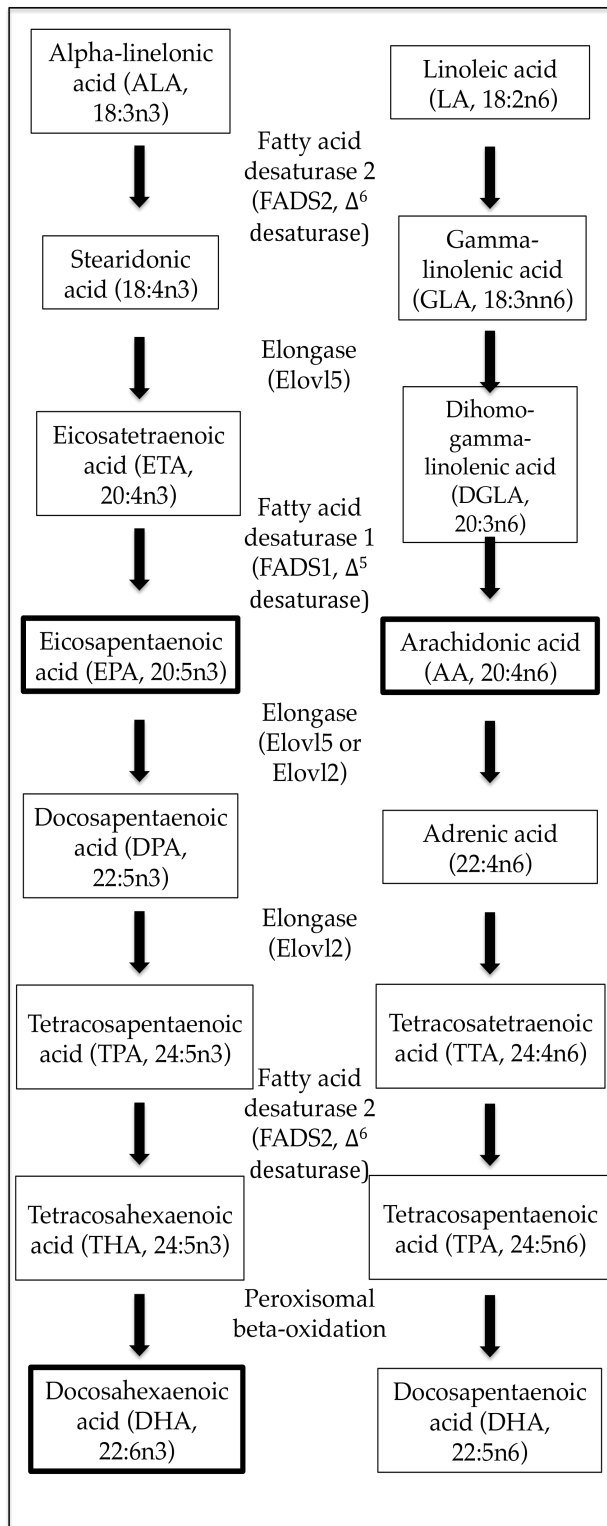 Alpha-linelonic
acid (ALA,
18:3n3)
Linoleic acid
(LA, 18:2n6)
Fatty acid
desaturase 2
(FADS2, Δ⁶
desaturase)
Stearidonic
acid (18:4n3)
Gamma-
linolenic acid
(GLA, 18:3nn6)
Elongase
(Elovl5)
Eicosatetraenoic
acid (ETA,
20:4n3)
Dihomo-
gamma-
linolenic acid
(DGLA,
20:3n6)
Fatty acid
desaturase 1
(FADS1, Δ⁵
desaturase)
Eicosapentaenoic
acid (EPA, 20:5n3)
Arachidonic acid
(AA, 20:4n6)
Elongase
(Elovl5 or
Elovl2)
Docosapentaenoic
acid (DPA,
22:5n3)
Adrenic acid
(22:4n6)
Elongase
(Elovl2)
Tetracosapentaenoic
acid (TPA, 24:5n3)
Tetracosatetraenoic
acid (TTA, 24:4n6)
Fatty acid
desaturase 2
(FADS2, Δ⁶
desaturase)
Tetracosahexaenoic
acid (THA, 24:5n3)
Tetracosapentaenoic
acid (TPA, 24:5n6)
Peroxisomal
beta-oxidation
Docosahexaenoic
acid (DHA,
22:6n3)
Docosapentaenoic
acid (DHA,
22:5n6)